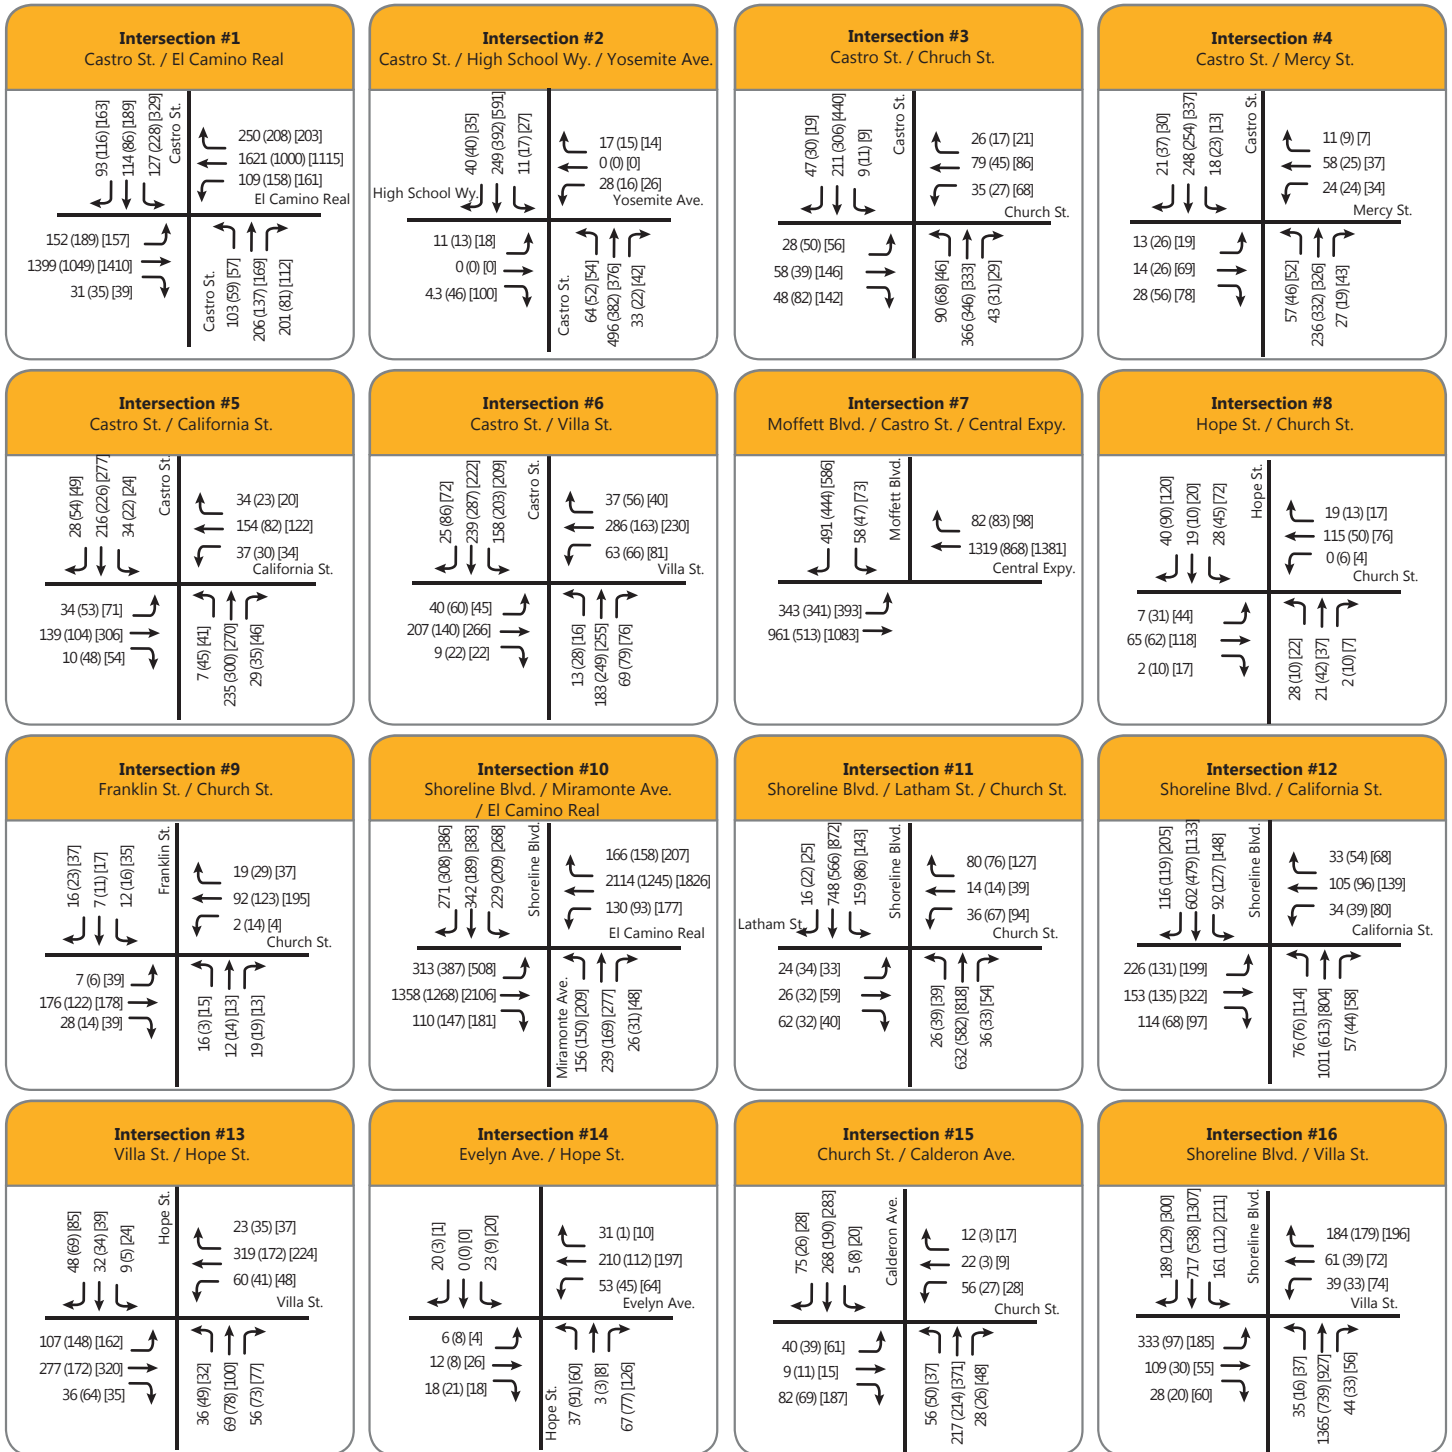 Intersection #1
Castro St. / El Camino Real
93 (116) [163]
114 (86) [189]
127 (228) [329]
Castro St.
250 (208) [203]
1621 (1000) [1115]
109 (158) [161]
El Camino Real
152 (189) [157]
1399 (1049) [1410]
31 (35) [39]
Castro St.
103 (59) [57]
206 (137) [169]
201 (81) [112]
Intersection #2
Castro St. / High School Wy. / Yosemite Ave.
40 (40) [35]
249 (392) [591]
11 (17) [27]
17 (15) [14]
0 (0) [0]
28 (16) [26]
High School Wy.
Yosemite Ave.
11 (13) [18]
0 (0) [0]
4.3 (46) [100]
Castro St.
64 (52) [54]
496 (382) [376]
33 (22) [42]
Intersection #3
Castro St. / Chruch St.
47 (30) [19]
211 (306) [440]
9 (11) [9]
Castro St.
26 (17) [21]
79 (45) [86]
35 (27) [68]
Church St.
28 (50) [56]
58 (39) [146]
48 (82) [142]
90 (68) [46]
366 (346) [333]
43 (31) [29]
Intersection #4
Castro St. / Mercy St.
21 (37) [30]
248 (254) [337]
18 (23) [13]
Castro St.
11 (9) [7]
58 (25) [37]
24 (24) [34]
Mercy St.
13 (26) [19]
14 (26) [69]
28 (56) [78]
57 (46) [52]
236 (332) [326]
27 (19) [43]
Intersection #5
Castro St. / California St.
28 (54) [49]
216 (226) [277]
34 (22) [24]
Castro St.
34 (23) [20]
154 (82) [122]
37 (30) [34]
California St.
34 (53) [71]
139 (104) [306]
10 (48) [54]
7 (45) [41]
235 (300) [270]
29 (35) [46]
Intersection #6
Castro St. / Villa St.
25 (86) [72]
239 (287) [222]
158 (203) [209]
Castro St.
37 (56) [40]
286 (163) [230]
63 (66) [81]
Villa St.
40 (60) [45]
207 (140) [266]
9 (22) [22]
13 (28) [16]
183 (249) [255]
69 (79) [76]
Intersection #7
Moffett Blvd. / Castro St. / Central Expy.
491 (444) [586]
58 (47) [73]
Moffett Blvd.
82 (83) [98]
1319 (868) [1381]
Central Expy.
343 (341) [393]
961 (513) [1083]
Intersection #8
Hope St. / Church St.
40 (90) [120]
19 (10) [20]
28 (45) [72]
Hope St.
19 (13) [17]
115 (50) [76]
0 (6) [4]
Church St.
7 (31) [44]
65 (62) [118]
2 (10) [17]
28 (10) [22]
21 (42) [37]
2 (10) [7]
Intersection #9
Franklin St. / Church St.
16 (23) [37]
7 (11) [17]
12 (16) [35]
Franklin St.
19 (29) [37]
92 (123) [195]
2 (14) [4]
Church St.
7 (6) [39]
176 (122) [178]
28 (14) [39]
16 (3) [15]
12 (14) [13]
19 (19) [13]
Intersection #10
Shoreline Blvd. / Miramonte Ave.
/ El Camino Real
271 (308) [386]
342 (189) [383]
229 (209) [268]
Shoreline Blvd.
166 (158) [207]
2114 (1245) [1826]
130 (93) [177]
El Camino Real
313 (387) [508]
1358 (1268) [2106]
110 (147) [181]
Miramonte Ave.
156 (150) [209]
239 (169) [277]
26 (31) [48]
Intersection #11
Shoreline Blvd. / Latham St. / Church St.
16 (22) [25]
748 (566) [872]
159 (86) [143]
Shoreline Blvd.
80 (76) [127]
14 (14) [39]
36 (67) [94]
Latham St.
Church St.
24 (34) [33]
26 (32) [59]
62 (32) [40]
26 (39) [39]
632 (582) [818]
36 (33) [54]
Intersection #12
Shoreline Blvd. / California St.
116 (119) [205]
602 (479) [1133]
92 (127) [148]
Shoreline Blvd.
33 (54) [68]
105 (96) [139]
34 (39) [80]
California St.
226 (131) [199]
153 (135) [322]
114 (68) [97]
76 (76) [114]
1011 (613) [804]
57 (44) [58]
Intersection #13
Villa St. / Hope St.
48 (69) [85]
32 (34) [39]
9 (5) [24]
Hope St.
23 (35) [37]
319 (172) [224]
60 (41) [48]
Villa St.
107 (148) [162]
277 (172) [320]
36 (64) [35]
36 (49) [32]
69 (78) [100]
56 (73) [77]
Intersection #14
Evelyn Ave. / Hope St.
20 (3) [1]
0 (0) [0]
23 (9) [20]
31 (1) [10]
210 (112) [197]
53 (45) [64]
Evelyn Ave.
6 (8) [4]
12 (8) [26]
18 (21) [18]
Hope St.
37 (91) [60]
3 (3) [8]
67 (77) [126]
Intersection #15
Church St. / Calderon Ave.
75 (26) [28]
268 (190) [283]
5 (8) [20]
Calderon Ave.
12 (3) [17]
22 (3) [9]
56 (27) [28]
Church St.
40 (39) [61]
9 (11) [15]
82 (69) [187]
56 (50) [37]
217 (214) [371]
28 (26) [48]
Intersection #16
Shoreline Blvd. / Villa St.
189 (129) [300]
717 (538) [1307]
161 (112) [211]
Shoreline Blvd.
184 (179) [196]
61 (39) [72]
39 (33) [74]
Villa St.
333 (97) [185]
109 (30) [55]
28 (20) [60]
35 (16) [37]
1365 (739) [927]
44 (33) [56]